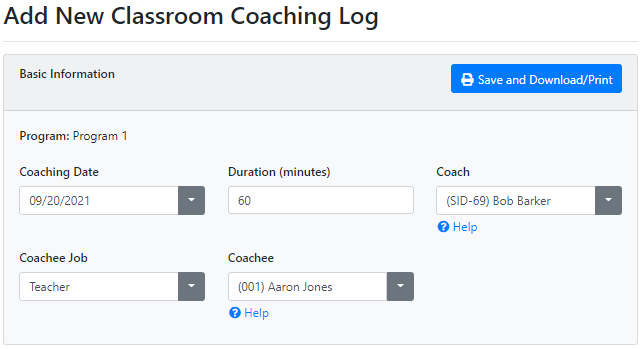 Add New Classroom Coaching Log
Basic Information
Save and Download/Print
Program: Program 1
Coaching Date
Duration (minutes)
Coach
09/20/2021
60
(SID-69) Bob Barker
Help
Coachee Job
Coachee
Teacher
(001) Aaron Jones
Help